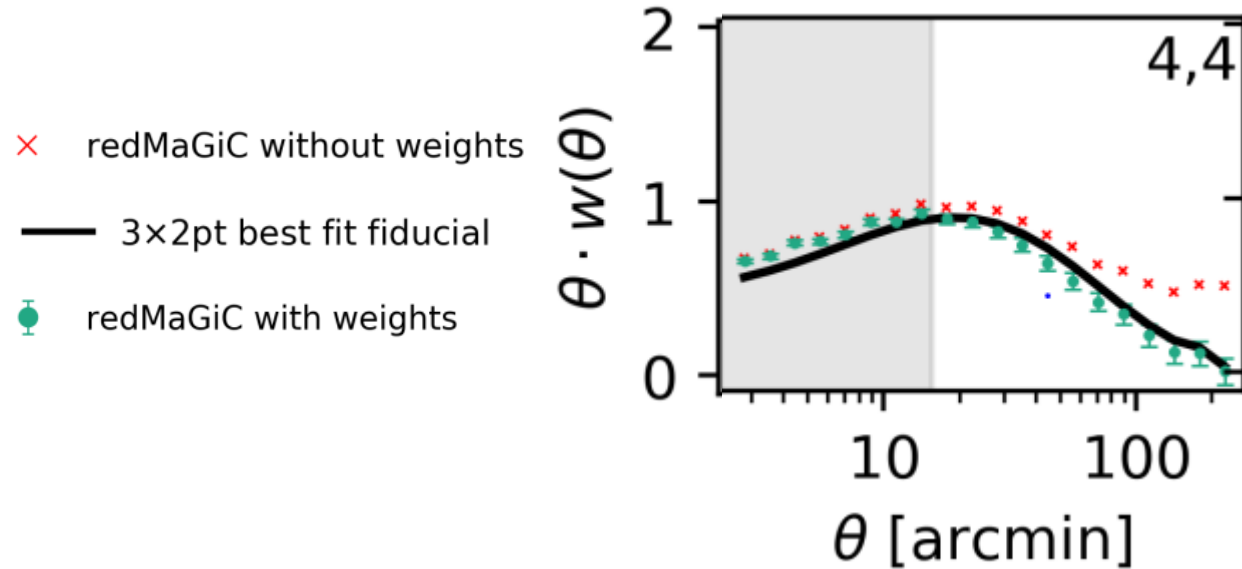 redMaGiC without weights
3×2pt best fit fiducial
redMaGiC with weights
θ · w(θ)
2
1
0
4,4
10 100
θ [arcmin]